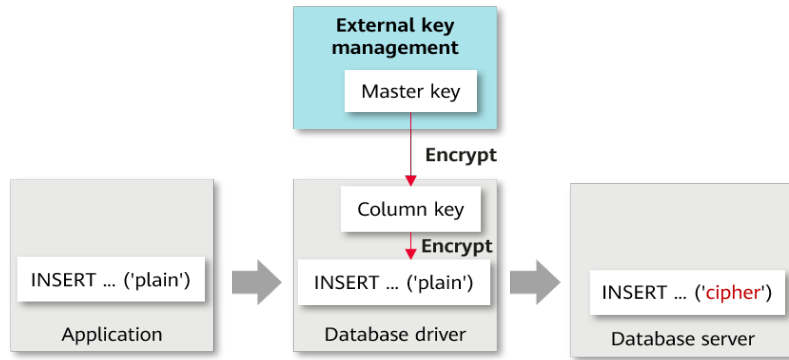 External key
management
Master key
Encrypt
Column key
Encrypt
INSERT ... ('plain')
INSERT ... ('plain')
INSERT ... ('cipher')
Application
Database driver
Database server